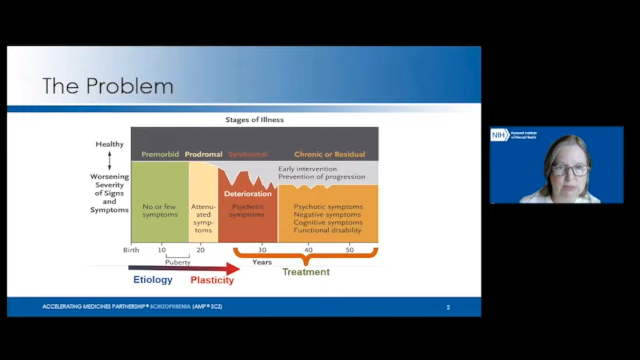 The Problem
Stages of Illness
Healthy
Worsening
Severity
of Signs
and
Symptoms
Premorbid
Prodromal
Syndromal
Chronic or Residual
Early intervention
Prevention of progression
Deterioration
No or few
symptoms
Attenu-
ated
symp-
toms
Psychotic
symptoms
Psychotic symptoms
Negative symptoms
Cognitive symptoms
Functional disability
Birth
10
20
30
40
50
Puberty
Years
Etiology
Plasticity
Treatment
ACCELERATING MEDICINES PARTNERSHIP® SCHIZOPHRENIA (AMP® SCZ)
2
NIH
National Institute
of Mental Health